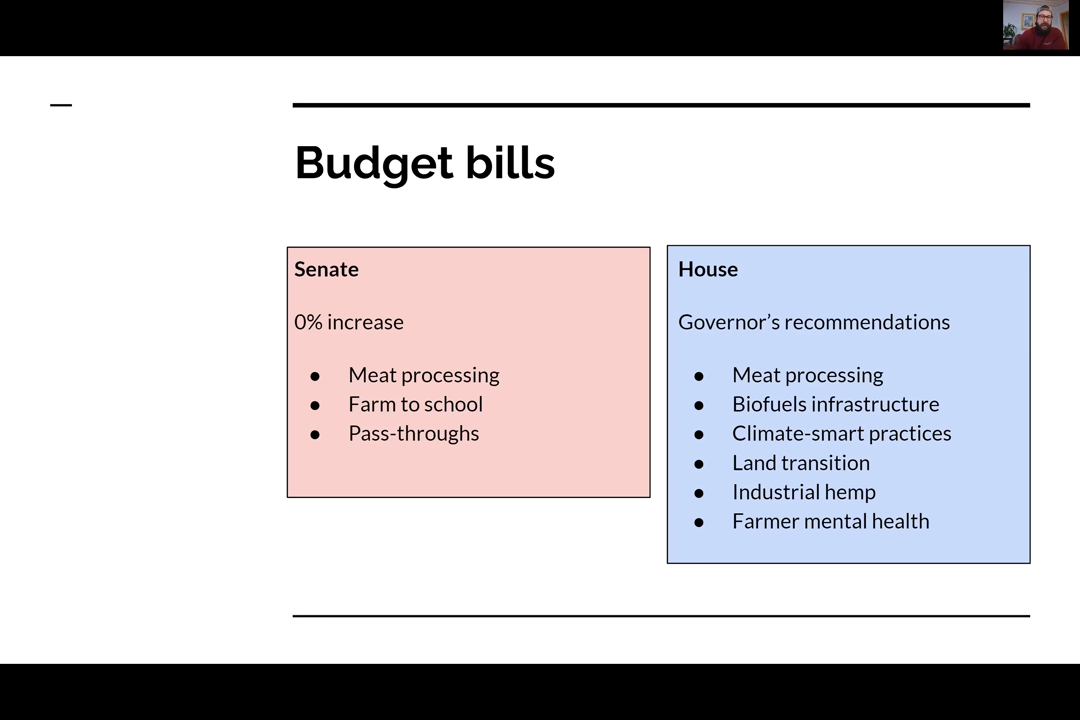 Budget bills
Senate
0% increase
● Meat processing
● Farm to school
● Pass-throughs
House
Governor’s recommendations
● Meat processing
● Biofuels infrastructure
● Climate-smart practices
● Land transition
● Industrial hemp
● Farmer mental health